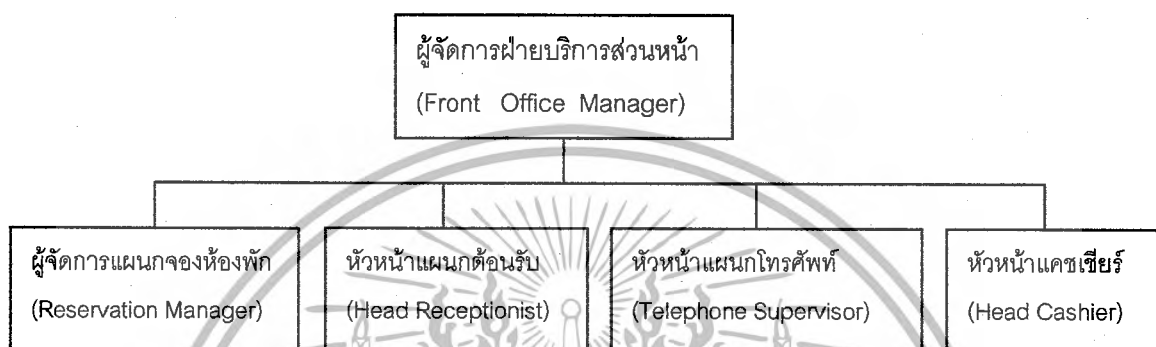 ผู้จัดการฝ่ายบริการส่วนหน้า
(Front Office Manager)
ผู้จัดการแผนกจองห้องพัก
(Reservation Manager)
หัวหน้าแผนกต้อนรับ
(Head Receptionist)
หัวหน้าแผนกโทรศัพท์
(Telephone Supervisor)
หัวหน้าแคชเชียร์
(Head Cashier)